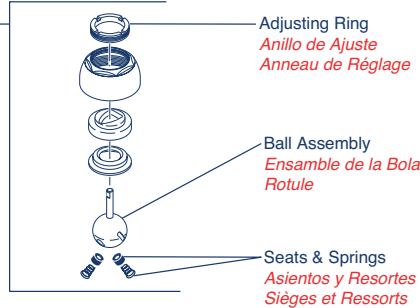 Adjusting Ring
Anillo de Ajuste
Anneau de Réglage
Ball Assembly
Ensamble de la Bola
Rotule
Seats & Springs
Asientos y Resortes
Sièges et Ressorts